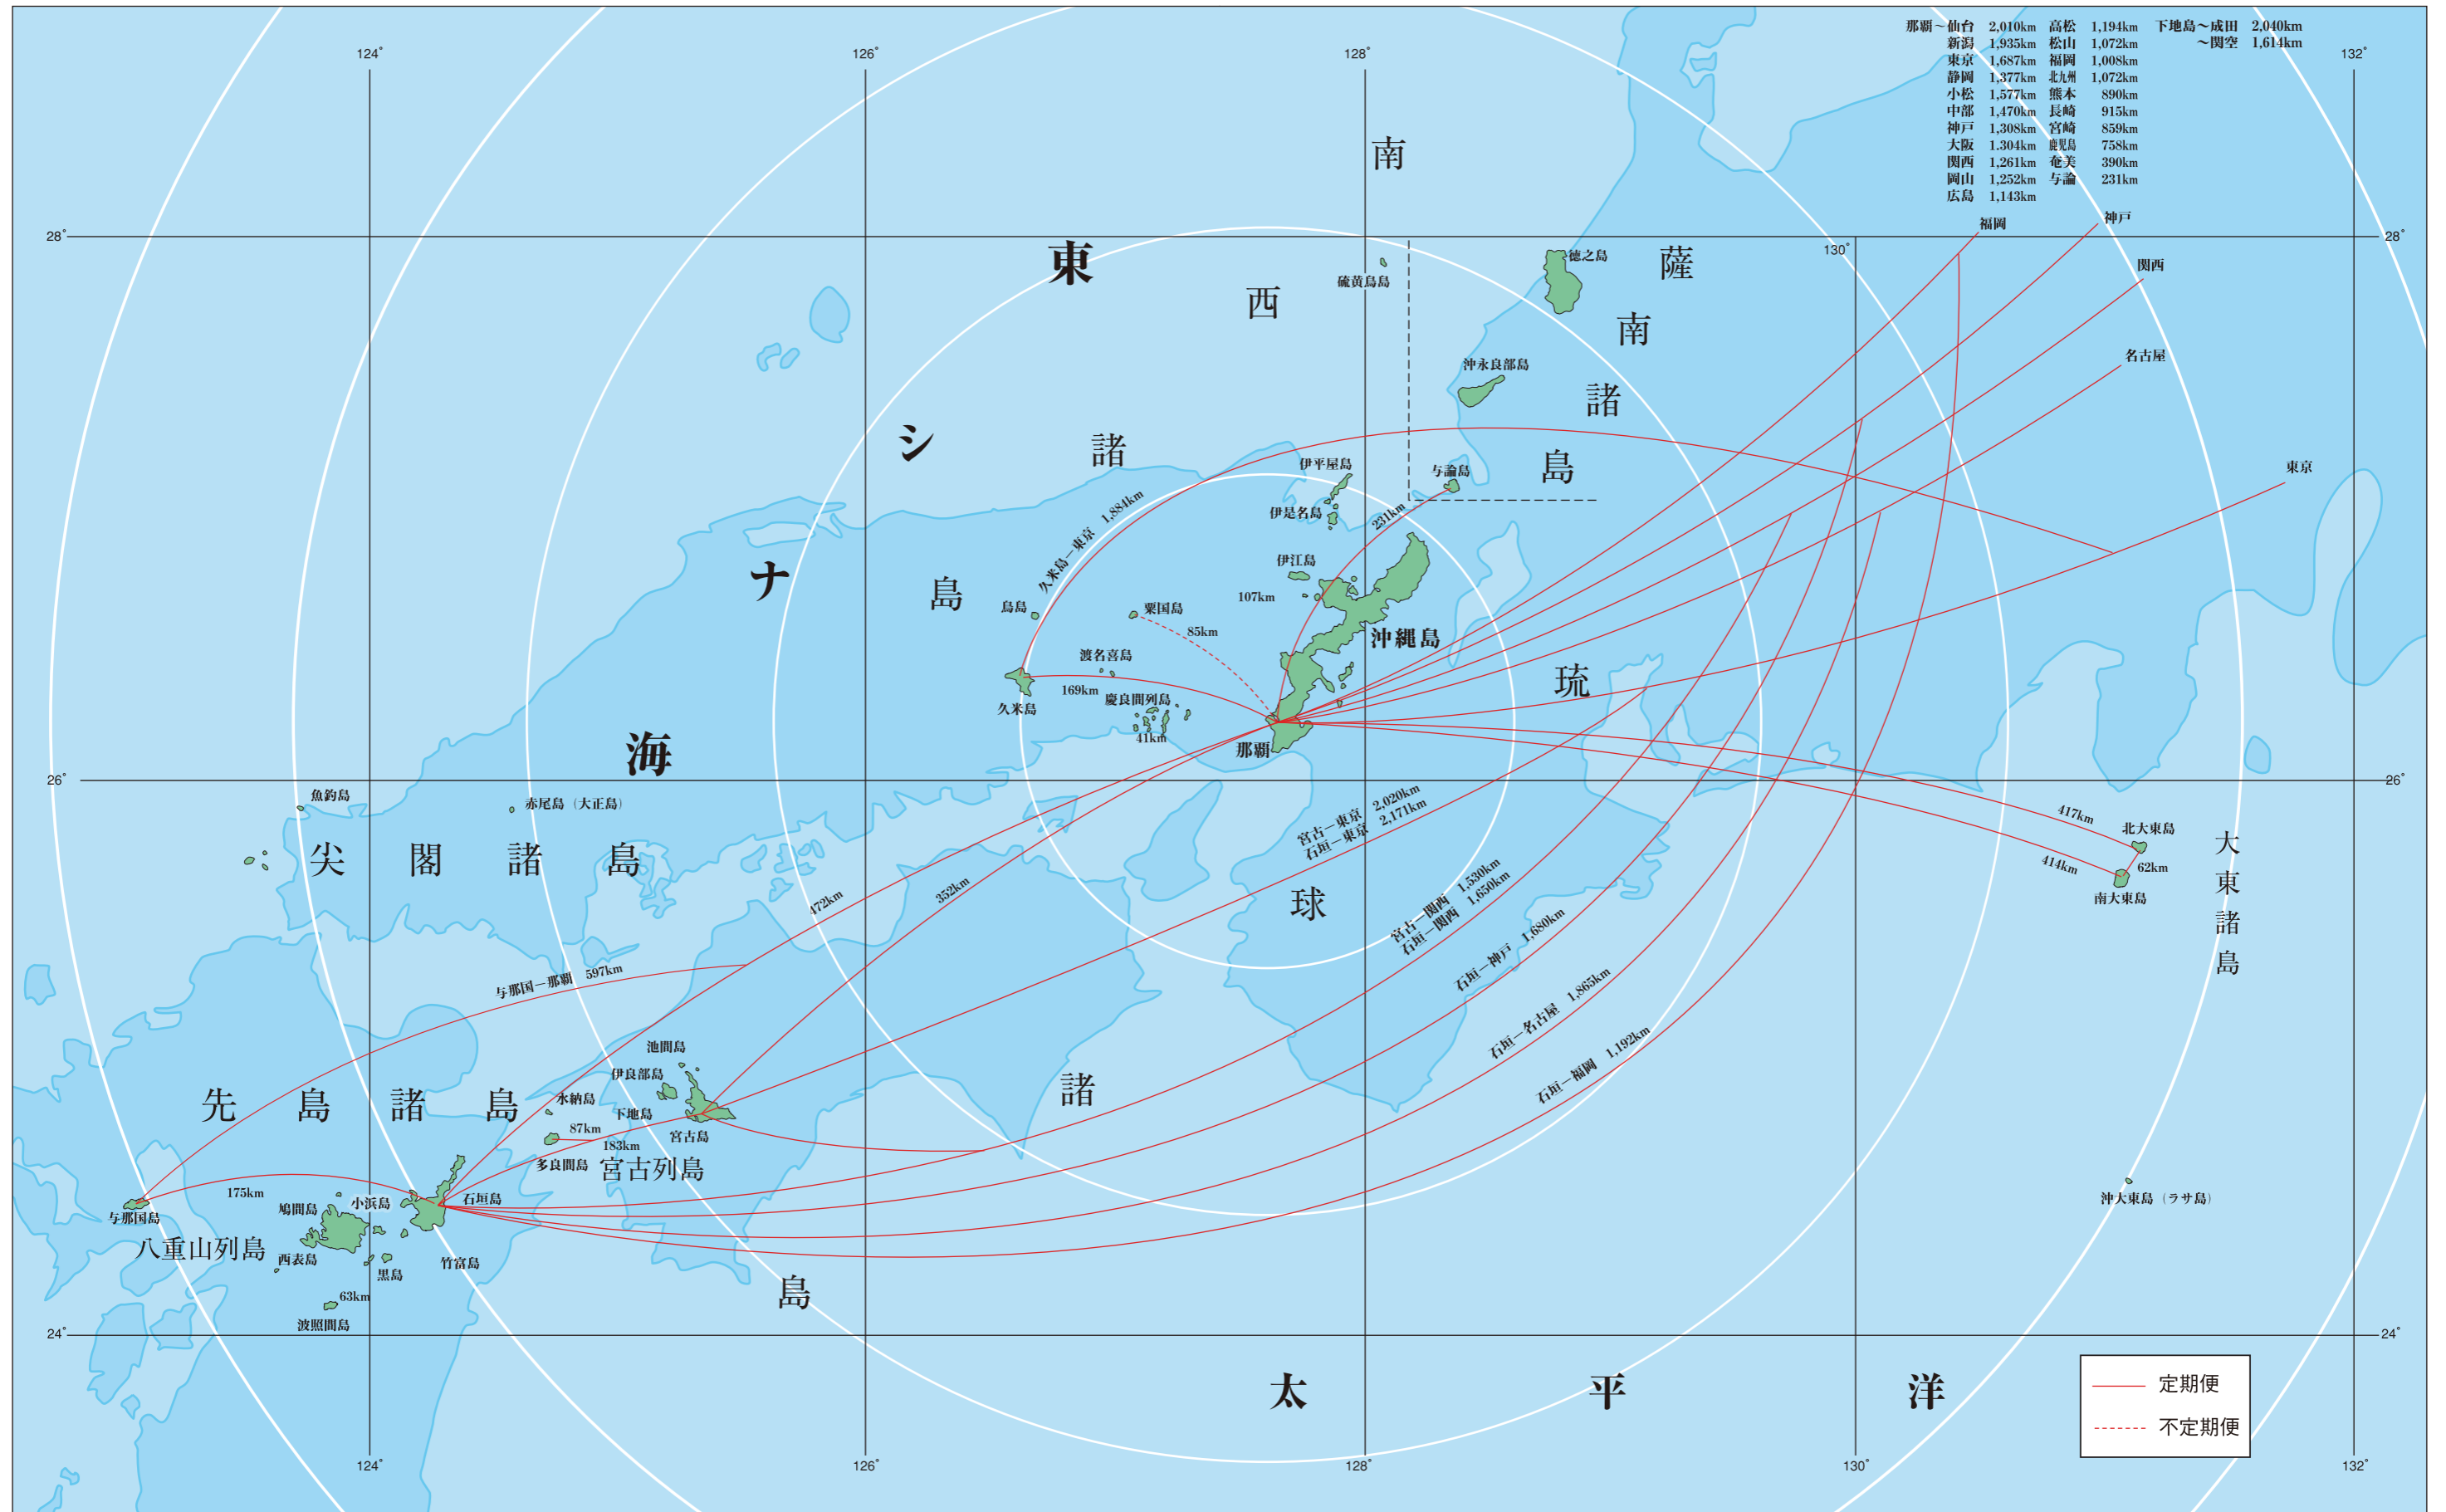 那覇～仙台 2,010km 高松 1,194km 下地島～成田 2,040km
新潟 1,935km 松山 1,072km ～関空 1,614km
東京 1,687km 福岡 1,008km
静岡 1,377km 北九州 1,072km
小松 1,577km 熊本 890km
中部 1,470km 長崎 915km
神戸 1,308km 宮崎 859km
大阪 1.304km 鹿児島 758km
関西 1,261km 奄美 390km
岡山 1,252km 与論 231km
広島 1,143km
124°
126°
128°
132°
28°
28°
130°
福岡
神戸
関西
名古屋
東京
東シナ海
南西諸島
薩南諸島
硫黄鳥島
徳之島
沖永良部島
与論島
伊平屋島
伊是名島
231km
伊江島
107km
久米島－東京 1,884km
鳥島
粟国島
85km
沖縄島
渡名喜島
169km
慶良間列島
久米島
41km
那覇
琉球諸島
26°
26°
魚釣島
赤尾島（大正島）
尖閣諸島
472km
352km
宮古－東京 2,020km
石垣－東京 2,171km
宮古－関西 1,530km
石垣－関西 1,650km
石垣－神戸 1,680km
石垣－名古屋 1,865km
石垣－福岡 1,192km
417km
北大東島
414km
62km
南大東島
大東諸島
与那国－那覇 597km
池間島
伊良部島
水納島
下地島
87km
宮古島
183km
多良間島
宮古列島
先島諸島
175km
与那国島
鳩間島
小浜島
石垣島
八重山列島
西表島
黒島
竹富島
63km
波照間島
沖大東島（ラサ島）
24°
24°
太平洋
定期便
不定期便
124°
126°
128°
130°
132°